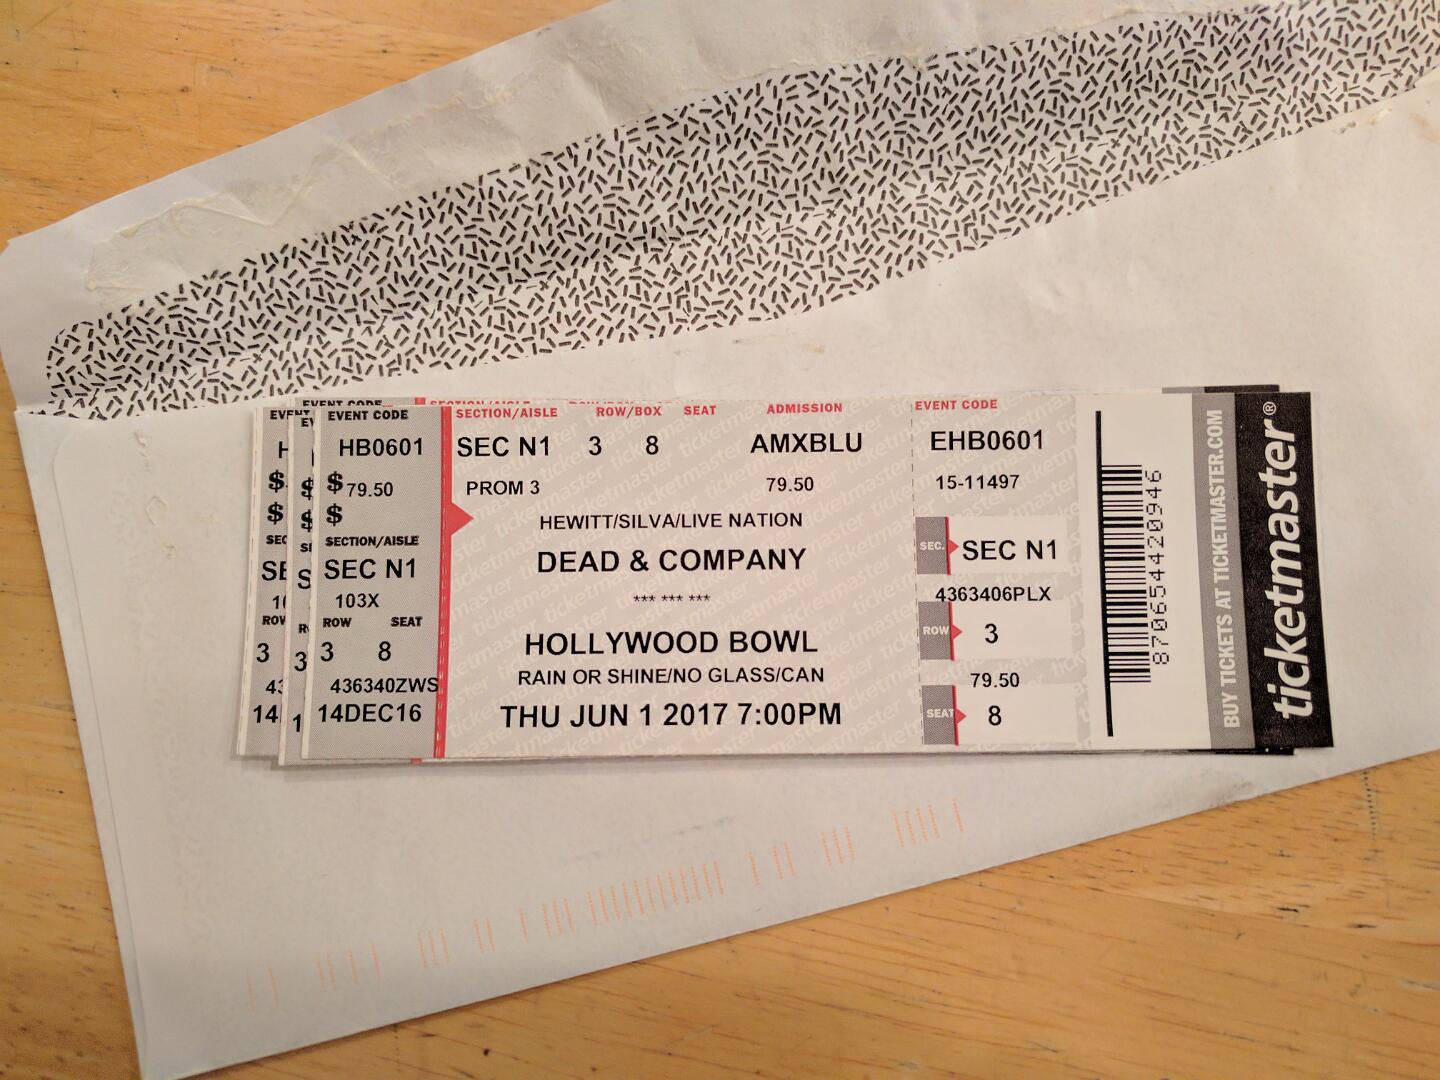 EVENT CODE
HB0601
$ 79.50
$
SECTION/AISLE
SEC N1
103X
ROW SEAT
3 8
436340ZWS
14DEC16
SECTION/AISLE ROW/BOX SEAT ADMISSION
SEC N1 3 8 AMXBLU
PROM 3 79.50
HEWITT/SILVA/LIVE NATION
DEAD & COMPANY
*** *** ***
HOLLYWOOD BOWL
RAIN OR SHINE/NO GLASS/CAN
THU JUN 1 2017 7:00PM
EVENT CODE
EHB0601
15-11497
SEC. SEC N1
4363406PLX
ROW 3
79.50
SEAT 8
870654420946
BUY TICKETS AT TICKETMASTER.COM
ticketmaster®